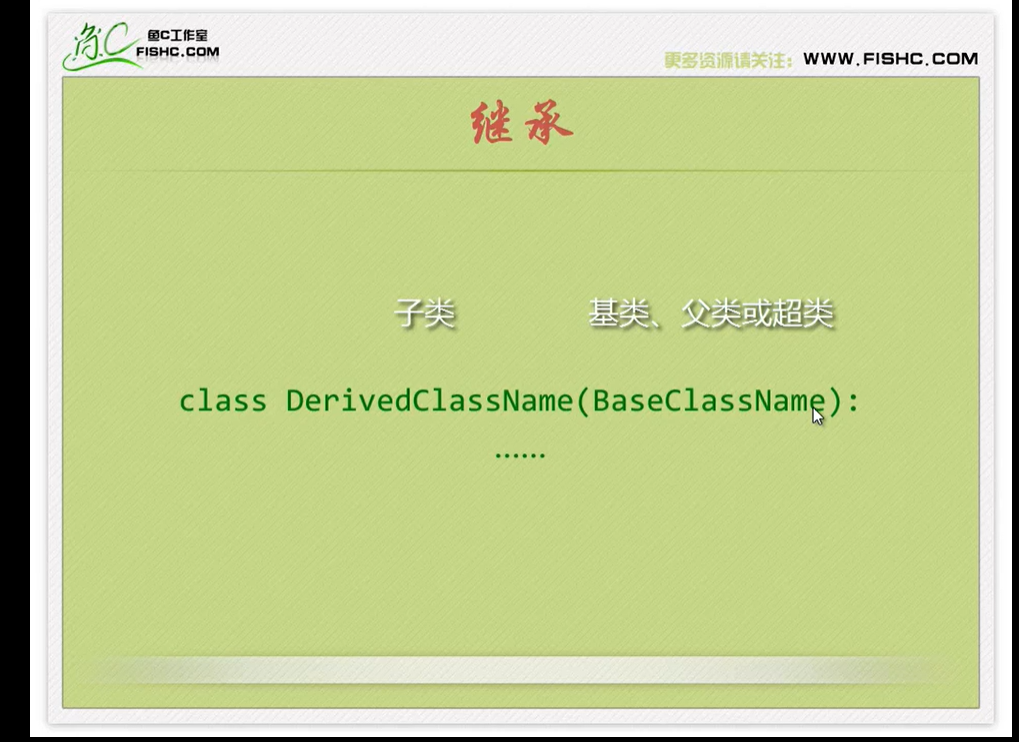 鱼C工作室
FISHC.COM
更多资源请关注：WWW.FISHC.COM
继承
子类 基类、父类或超类
class DerivedClassName(BaseClassName):
......